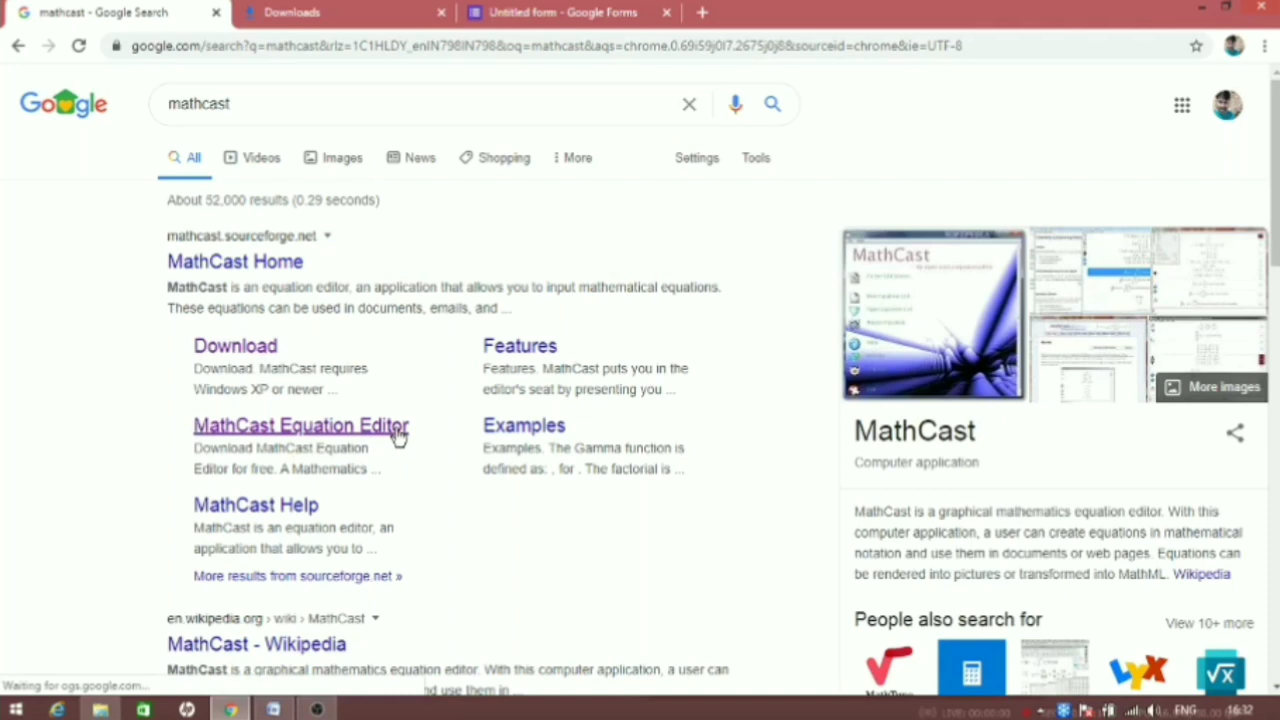 mathcast - Google Search
Downloads
Untitled form - Google Forms
google.com/search?q=mathcast&rlz=1C1HLDY_enIN798IN798&oq=mathcast&aqs=chrome.0.69i59j0l7.2675j0j8&sourceid=chrome&ie=UTF-8
Google
mathcast
All
Videos
Images
News
Shopping
More
Settings
Tools
About 52,000 results (0.29 seconds)
mathcast.sourceforge.net
MathCast Home
MathCast is an equation editor, an application that allows you to input mathematical equations.
These equations can be used in documents, emails, and ...
Download
Download. MathCast requires
Windows XP or newer ...
Features
Features. MathCast puts you in the
editor's seat by presenting you ...
MathCast Equation Editor
Download MathCast Equation
Editor for free. A Mathematics ...
Examples
Examples. The Gamma function is
defined as: , for . The factorial is ...
MathCast Help
MathCast is an equation editor, an
application that allows you to ...
More results from sourceforge.net »
en.wikipedia.org › wiki › MathCast
MathCast - Wikipedia
MathCast is a graphical mathematics equation editor. With this computer application, a user can
nd use them in ...
MathCast
More images
MathCast
Computer application
MathCast is a graphical mathematics equation editor. With this
computer application, a user can create equations in mathematical
notation and use them in documents or web pages. Equations can
be rendered into pictures or transformed into MathML. Wikipedia
People also search for
View 10+ more
Waiting for ogs.google.com...
LIVE: 00:00:00
ENG
16:32